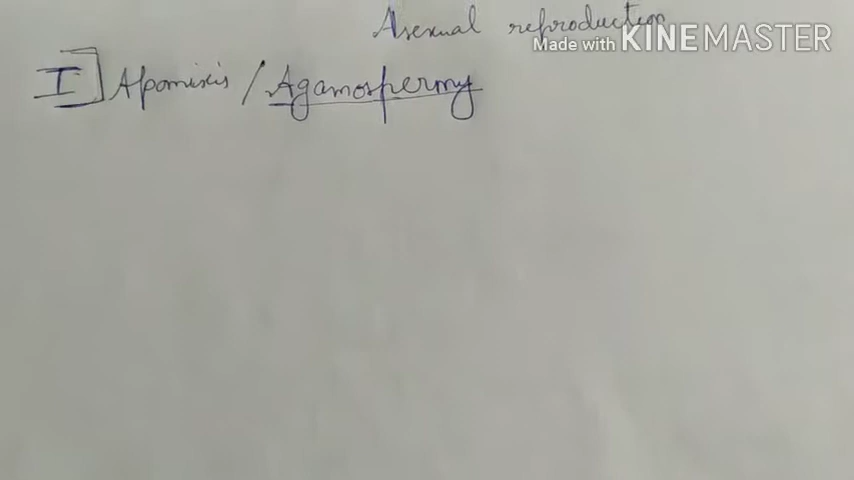 Asexual reproduction
Made with KINEMASTER
I] Apomixis / Agamospermy